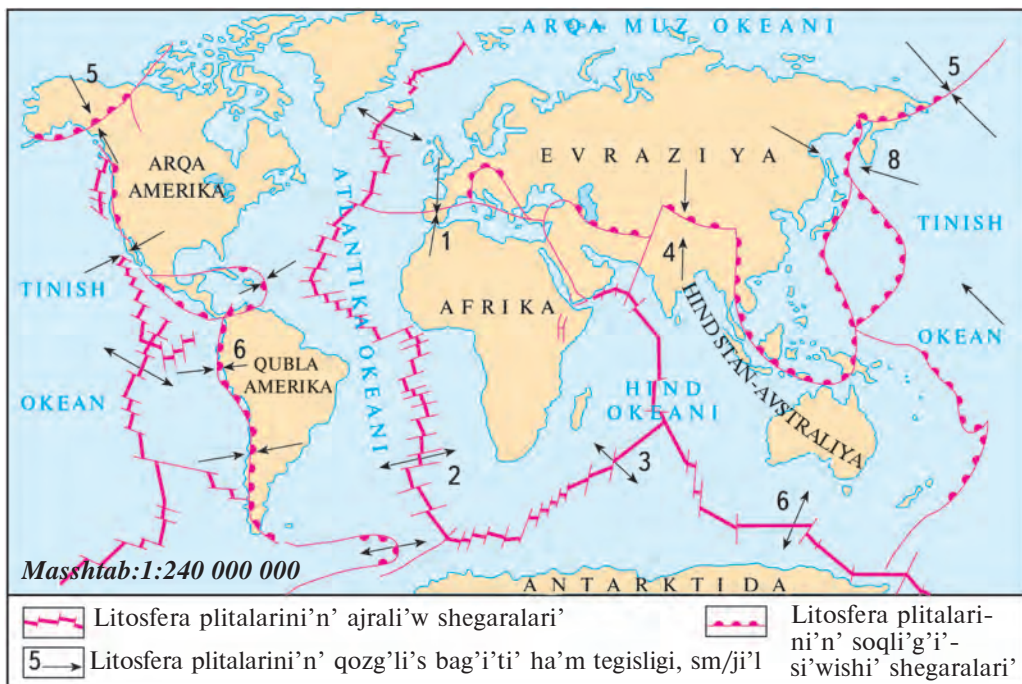 ARQA MUZ OKEANI
5
5
ARQA
AMERIKA
EVRAZIYA
8
ATLANTIKA OKEANI
TINISH
1
4
TINISH
AFRIKA
HINDSTAN-AVSTRALIYA
6
QUBLA
AMERIKA
OKEAN
OKEAN
HIND
OKEANI
2
3
6
Masshtab:1:240 000 000
ANTARKTIDA
Litosfera plitalarini'n' ajrali'w shegaralari'
5 Litosfera plitalarini'n' qozg'li's bag'i'ti' ha'm tegisligi, sm/ji'l
Litosfera plitalari-
ni'n' soqli'g'i'-
si'wishi' shegaralari'